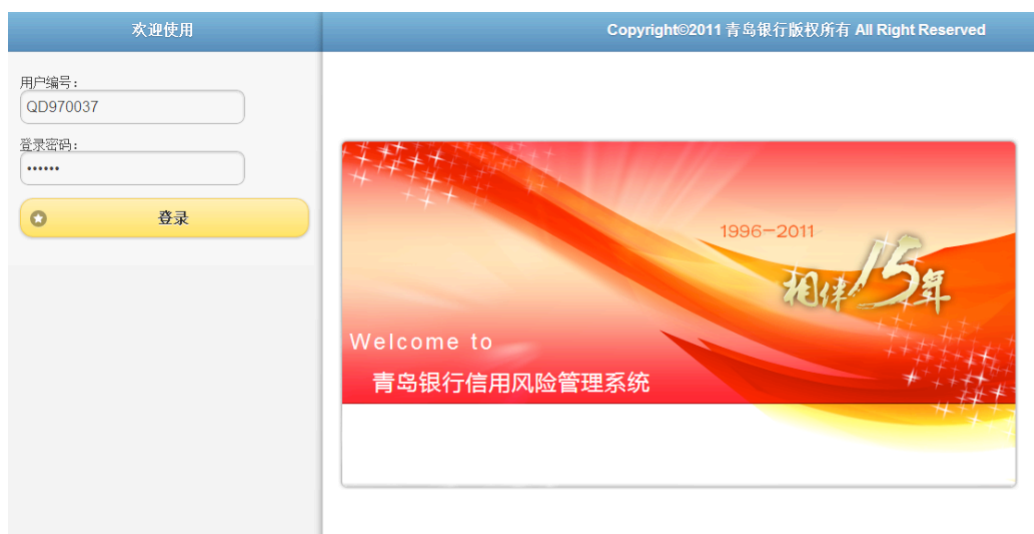 欢迎使用
Copyright©2011 青岛银行版权所有 All Right Reserved
用户编号：
QD970037
登录密码：
••••••
登录
1996-2011
相伴15年
Welcome to
青岛银行信用风险管理系统